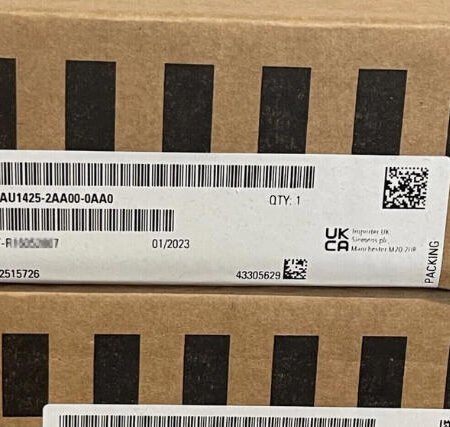 AU1425-2AA00-0AA0
QTY: 1
01/2023
UK
CA
Importer UK
Siemens plc
Manchester M20 2UR
2515726
43305629
PACKING